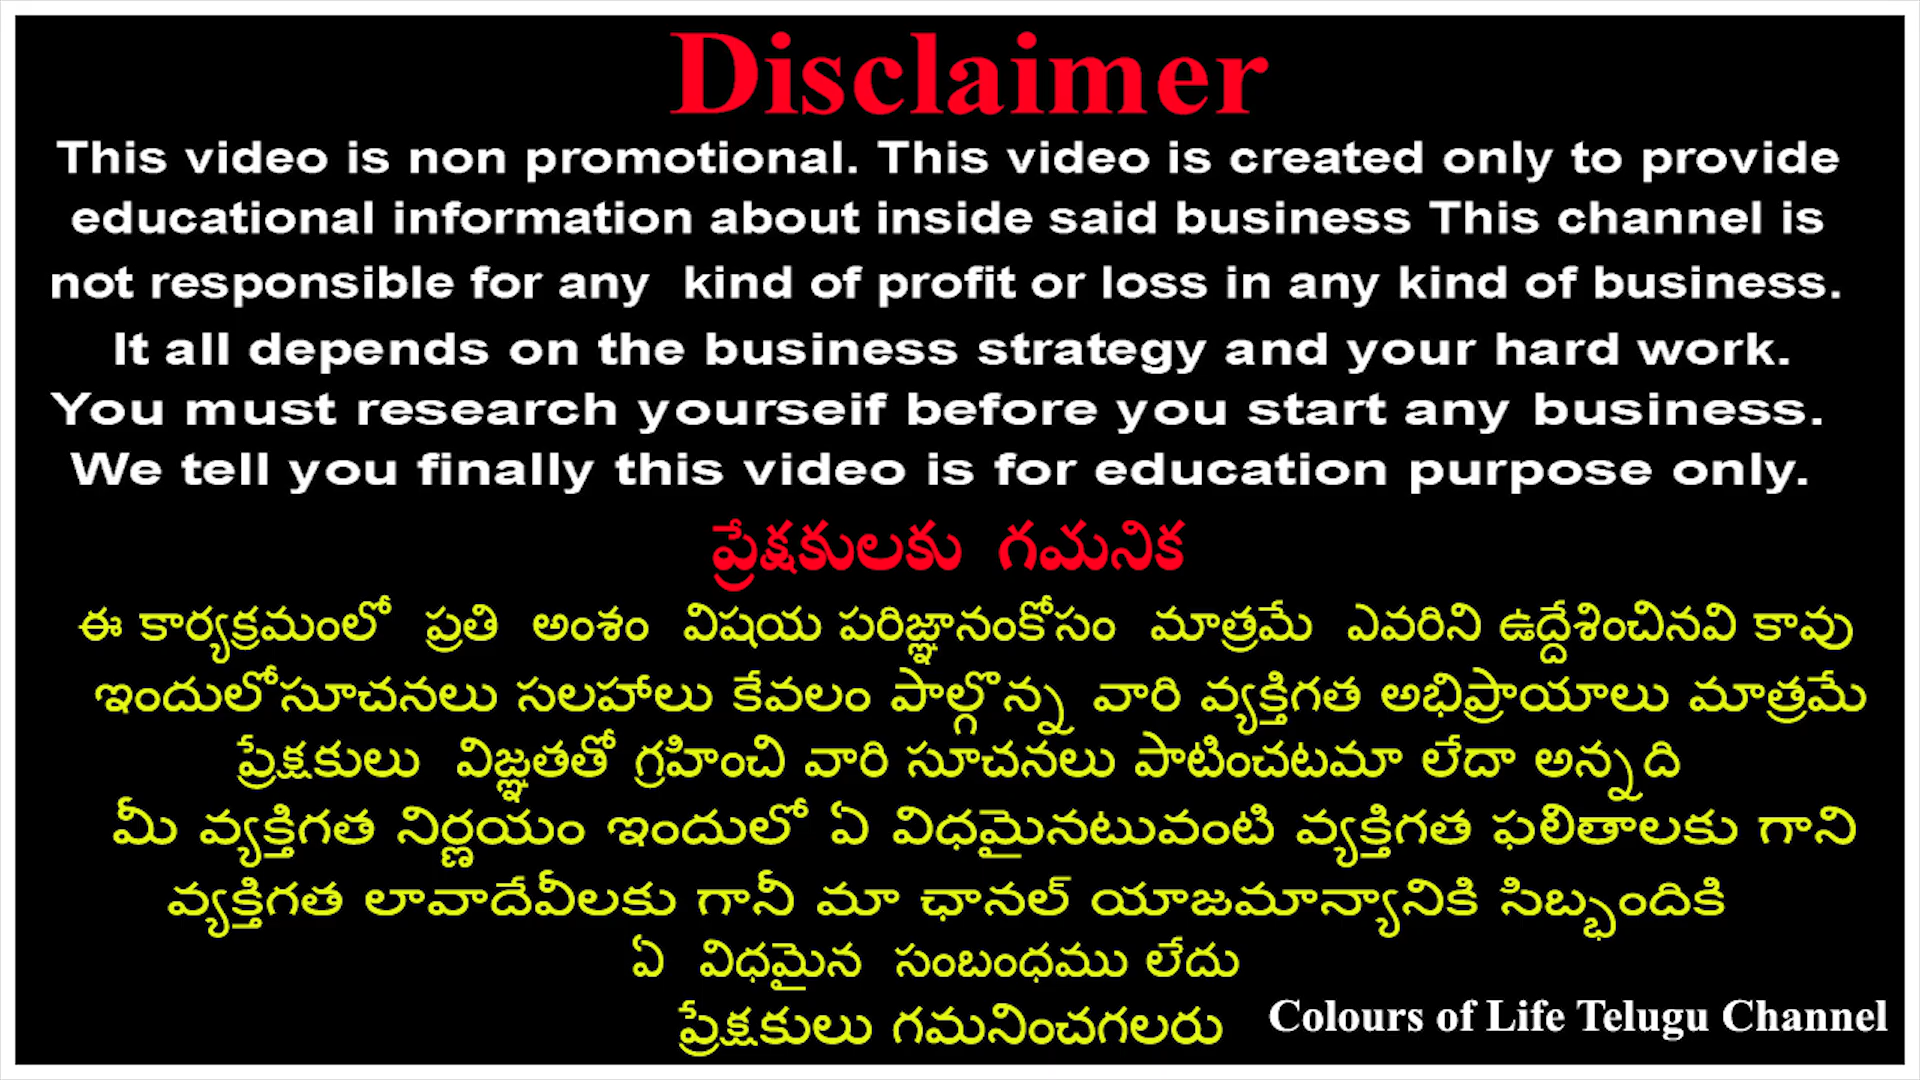 Disclaimer
This video is non promotional. This video is created only to provide
educational information about inside said business This channel is
not responsible for any kind of profit or loss in any kind of business.
It all depends on the business strategy and your hard work.
You must research yourseif before you start any business.
We tell you finally this video is for education purpose only.
ప్రేక్షకులకు గమనిక
ఈ కార్యక్రమంలో ప్రతి అంశం విషయ పరిజ్ఞానంకోసం మాత్రమే ఎవరిని ఉద్దేశించినవి కావు
ఇందులోసూచనలు సలహాలు కేవలం పాల్గొన్న వారి వ్యక్తిగత అభిప్రాయాలు మాత్రమే
ప్రేక్షకులు విజ్ఞతతో గ్రహించి వారి సూచనలు పాటించటమా లేదా అన్నది
మీ వ్యక్తిగత నిర్ణయం ఇందులో ఏ విధమైనటువంటి వ్యక్తిగత ఫలితాలకు గాని
వ్యక్తిగత లావాదేవీలకు గానీ మా ఛానల్ యాజమాన్యానికి సిబ్బందికి
ఏ విధమైన సంబంధము లేదు
ప్రేక్షకులు గమనించగలరు
Colours of Life Telugu Channel